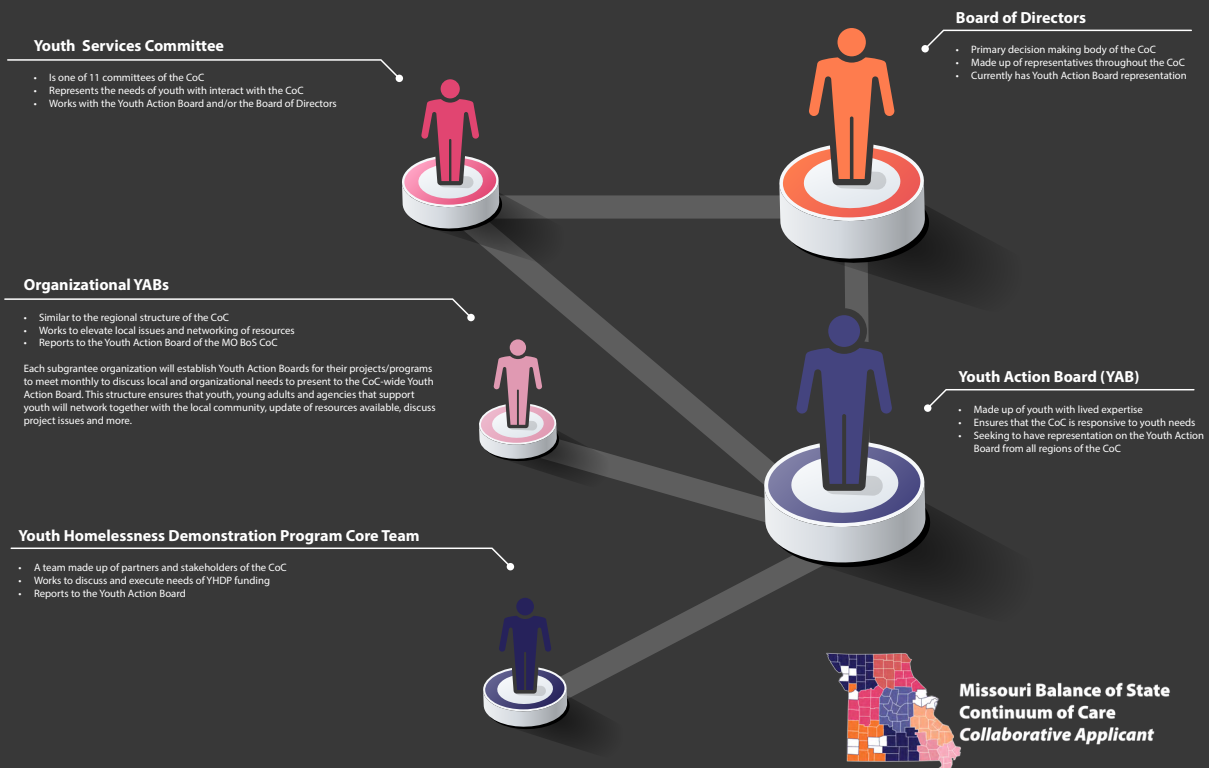 Youth  Services Committee
• Is one of 11 committees of the CoC
• Represents the needs of youth with interact with the CoC
• Works with the Youth Action Board and/or the Board of Directors
Board of Directors
• Primary decision making body of the CoC
• Made up of representatives throughout the CoC
• Currently has Youth Action Board representation
Organizational YABs
• Similar to the regional structure of the CoC
• Works to elevate local issues and networking of resources
• Reports to the Youth Action Board of the MO BoS CoC
Each subgrantee organization will establish Youth Action Boards for their projects/programs
to meet monthly to discuss local and organizational needs to present to the CoC-wide Youth
Action Board. This structure ensures that youth, young adults and agencies that support
youth will network together with the local community, update of resources available, discuss
project issues and more.
Youth Action Board (YAB)
• Made up of youth with lived expertise
• Ensures that the CoC is responsive to youth needs
• Seeking to have representation on the Youth Action
Board from all regions of the CoC
Youth Homelessness Demonstration Program Core Team
• A team made up of partners and stakeholders of the CoC
• Works to discuss and execute needs of YHDP funding
• Reports to the Youth Action Board
Missouri Balance of State
Continuum of Care
Collaborative Applicant